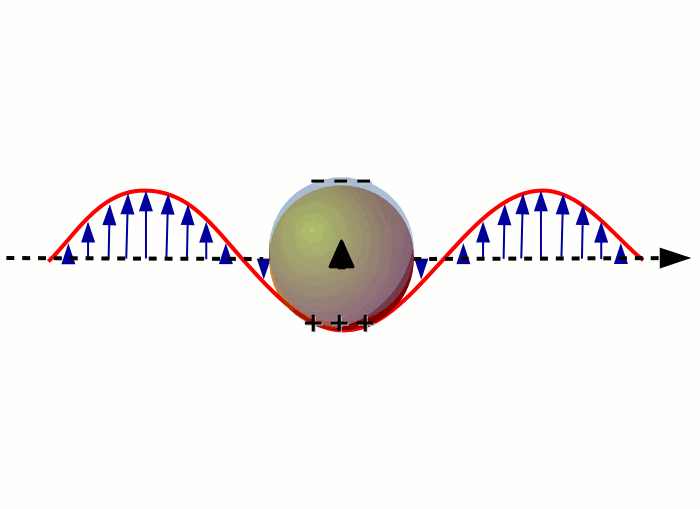 − − −
+ + +